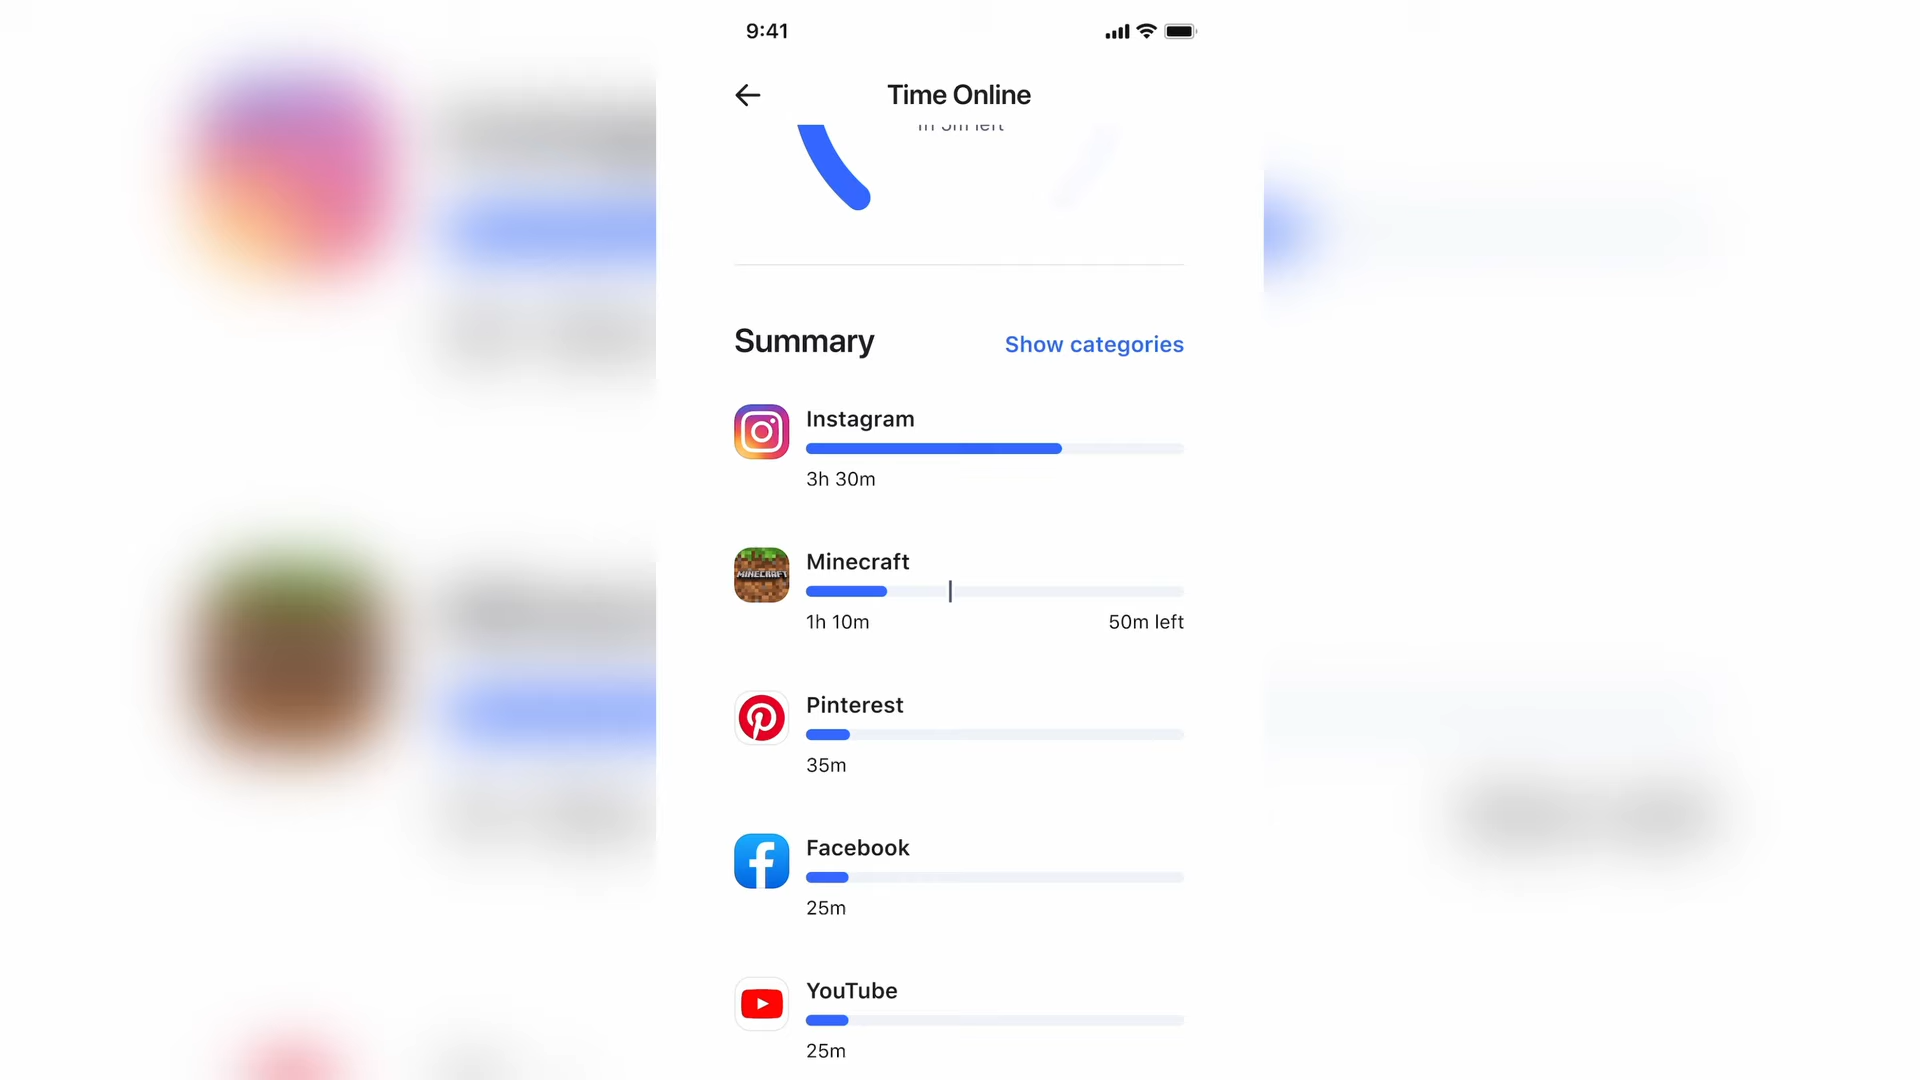 9:41
Time Online
Summary
Show categories
Instagram
3h 30m
MINECRAFT
Minecraft
1h 10m
50m left
Pinterest
35m
Facebook
25m
YouTube
25m